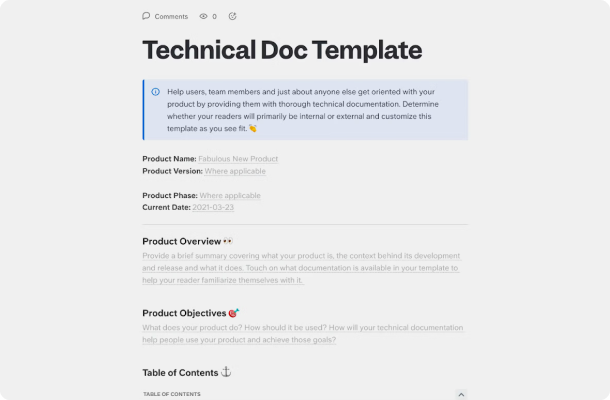 Comments 0
Technical Doc Template
Help users, team members and just about anyone else get oriented with your
product by providing them with thorough technical documentation. Determine
whether your readers will primarily be internal or external and customize this
template as you see fit. 👏
Product Name: Fabulous New Product
Product Version: Where applicable
Product Phase: Where applicable
Current Date: 2021-03-23
Product Overview 👀
Provide a brief summary covering what your product is, the context behind its development
and release and what it does. Touch on what documentation is available in your template to
help your reader familiarize themselves with it.
Product Objectives 🎯
What does your product do? How should it be used? How will your technical documentation
help people use your product and achieve those goals?
Table of Contents ⚓
TABLE OF CONTENTS